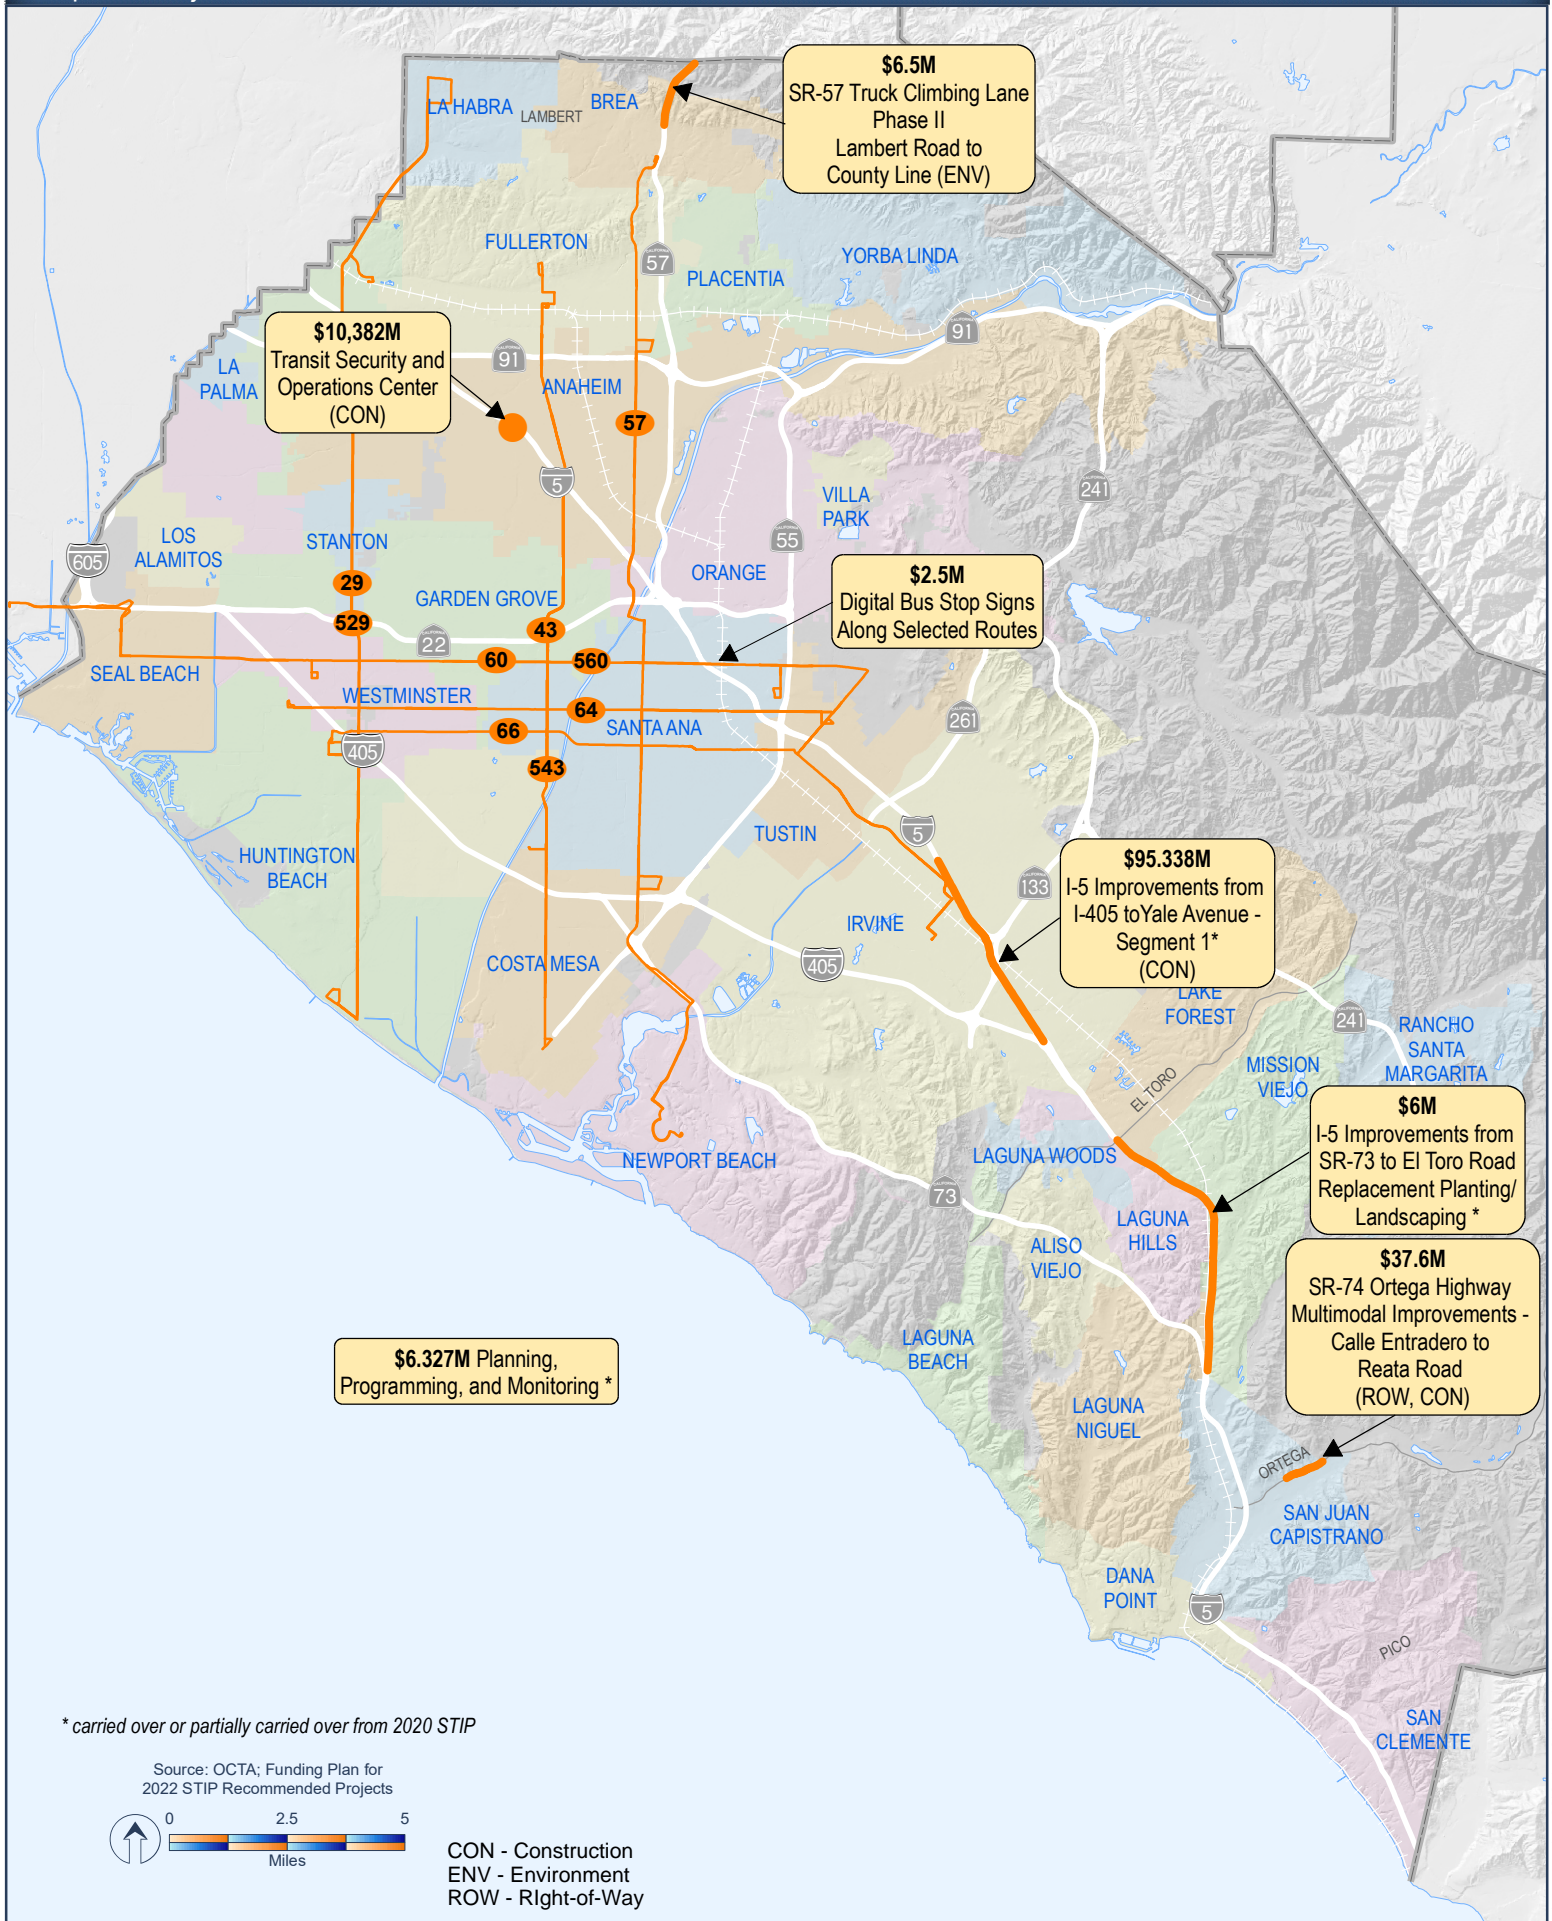 $6.5M
SR-57 Truck Climbing Lane
Phase II
Lambert Road to
County Line (ENV)
LA HABRA
LAMBERT
BREA
FULLERTON
57
PLACENTIA
YORBA LINDA
$10,382M
Transit Security and
Operations Center
(CON)
LA
PALMA
91
91
ANAHEIM
57
5
241
VILLA
PARK
55
LOS
ALAMITOS
STANTON
605
ORANGE
29
GARDEN GROVE
529
22
43
$2.5M
Digital Bus Stop Signs
Along Selected Routes
60
560
SEAL BEACH
WESTMINSTER
64
66
SANTA ANA
261
405
543
TUSTIN
5
HUNTINGTON
BEACH
133
$95.338M
I-5 Improvements from
I-405 toYale Avenue -
Segment 1*
(CON)
IRVINE
COSTA MESA
405
LAKE
FOREST
241
RANCHO
SANTA
MARGARITA
MISSION
VIEJO
EL TORO
$6M
I-5 Improvements from
SR-73 to El Toro Road
Replacement Planting/
Landscaping *
NEWPORT BEACH
LAGUNA WOODS
73
LAGUNA
HILLS
ALISO
VIEJO
$37.6M
SR-74 Ortega Highway
Multimodal Improvements -
Calle Entradero to
Reata Road
(ROW, CON)
LAGUNA
BEACH
$6.327M Planning,
Programming, and Monitoring *
LAGUNA
NIGUEL
ORTEGA
SAN JUAN
CAPISTRANO
DANA
POINT
5
PICO
SAN
CLEMENTE
* carried over or partially carried over from 2020 STIP
Source: OCTA; Funding Plan for
2022 STIP Recommended Projects
0 2.5 5
Miles
CON - Construction
ENV - Environment
ROW - RIght-of-Way